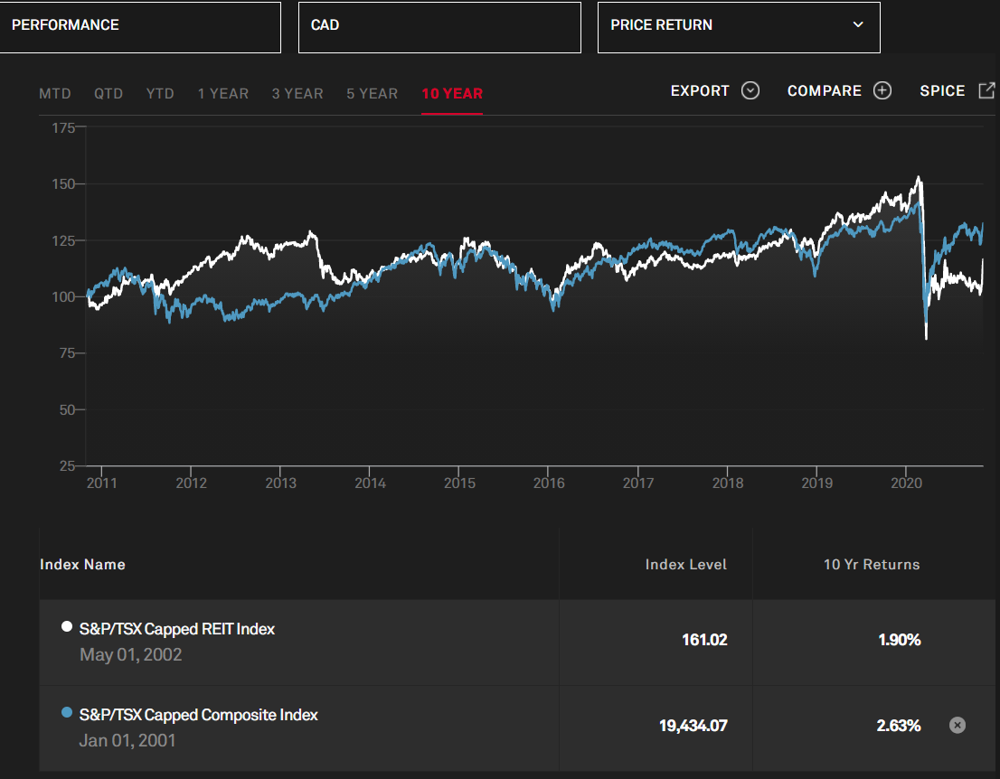 PERFORMANCE CAD PRICE RETURN
MTD QTD YTD 1 YEAR 3 YEAR 5 YEAR 10 YEAR EXPORT COMPARE SPICE
175
150
125
100
75
50
25
2011 2012 2013 2014 2015 2016 2017 2018 2019 2020
Index Name Index Level 10 Yr Returns
S&P/TSX Capped REIT Index 161.02 1.90%
May 01, 2002
S&P/TSX Capped Composite Index 19,434.07 2.63%
Jan 01, 2001